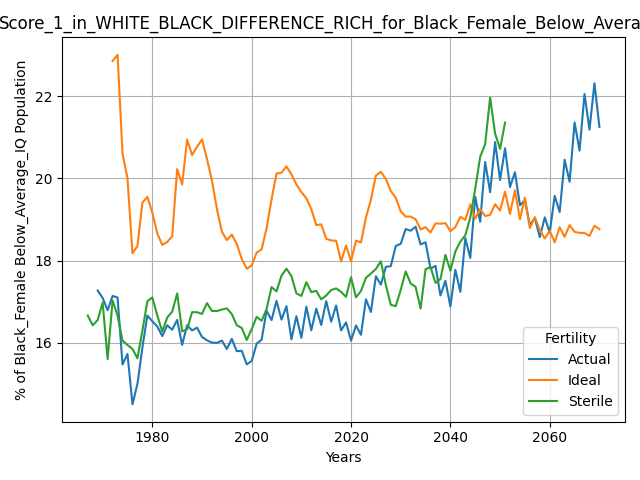 Score_1_in_WHITE_BLACK_DIFFERENCE_RICH_for_Black_Female_Below_Avera
% of Black_Female Below_Average_IQ Population
22
20
18
16
1980
2000
2020
2040
2060
Years
Fertility
Actual
Ideal
Sterile